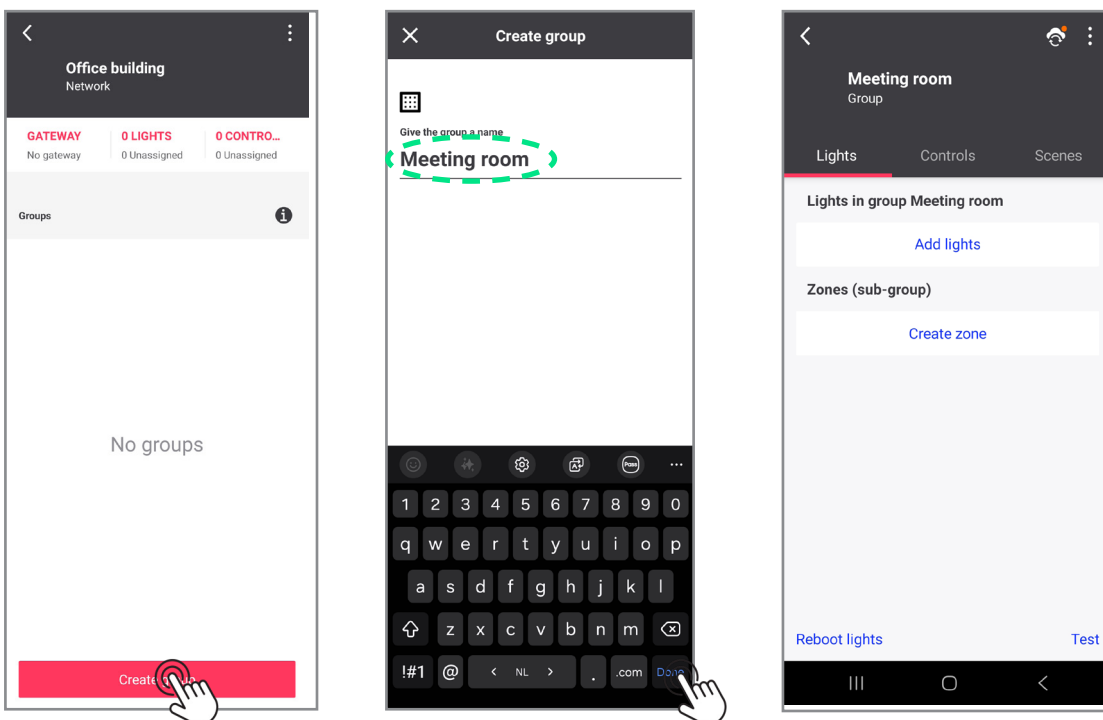 Office building
Network
GATEWAY 0 LIGHTS 0 CONTRO...
No gateway 0 Unassigned 0 Unassigned
Groups
No groups
Create group
Create group
Give the group a name
Meeting room
Pass
1 2 3 4 5 6 7 8 9 0
q w e r t y u i o p
a s d f g h j k l
z x c v b n m
!#1 @ < NL > . .com Done
Meeting room
Group
Lights Controls Scenes
Lights in group Meeting room
Add lights
Zones (sub-group)
Create zone
Reboot lights Test